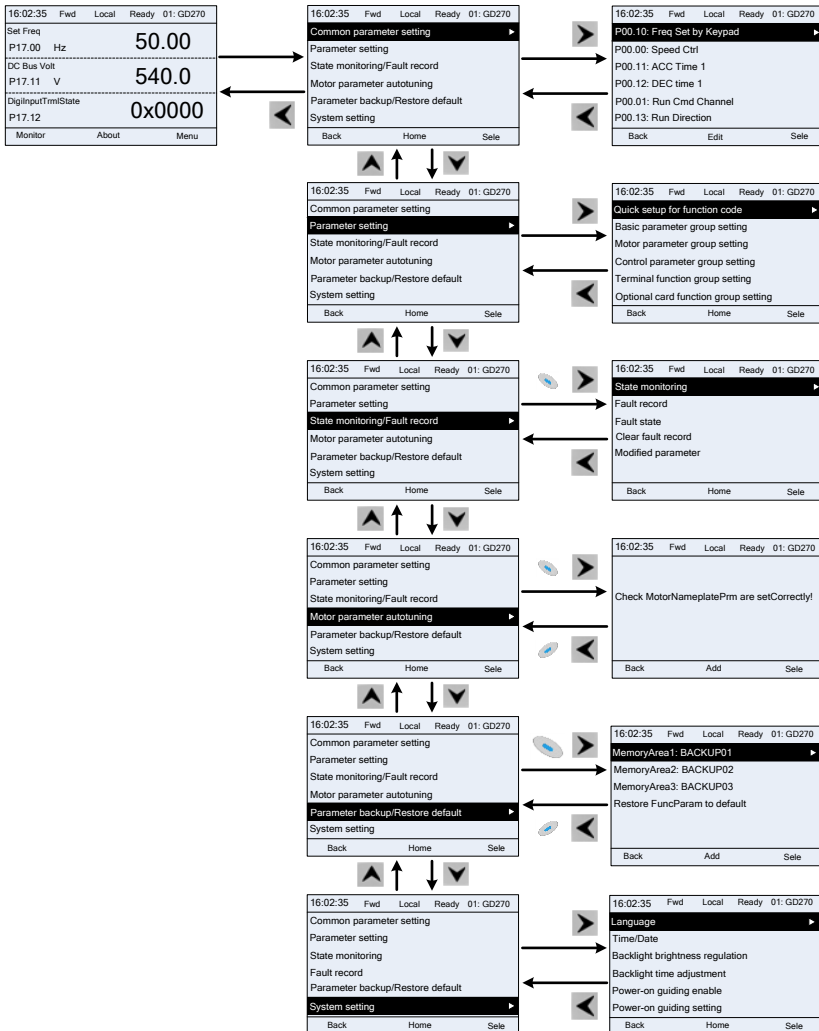 16:02:35 Fwd Local Ready 01: GD270
Set Freq
P17.00 Hz 50.00
DC Bus Volt
P17.11 V 540.0
DigiInputTrmlState
P17.12 0x0000
Monitor About Menu
16:02:35 Fwd Local Ready 01: GD270
Common parameter setting
Parameter setting
State monitoring/Fault record
Motor parameter autotuning
Parameter backup/Restore default
System setting
Back Home Sele
16:02:35 Fwd Local Ready 01: GD270
P00.10: Freq Set by Keypad
P00.00: Speed Ctrl
P00.11: ACC Time 1
P00.12: DEC time 1
P00.01: Run Cmd Channel
P00.13: Run Direction
Back Edit Sele
16:02:35 Fwd Local Ready 01: GD270
Common parameter setting
Parameter setting
State monitoring/Fault record
Motor parameter autotuning
Parameter backup/Restore default
System setting
Back Home Sele
16:02:35 Fwd Local Ready 01: GD270
Quick setup for function code
Basic parameter group setting
Motor parameter group setting
Control parameter group setting
Terminal function group setting
Optional card function group setting
Back Home Sele
16:02:35 Fwd Local Ready 01: GD270
Common parameter setting
Parameter setting
State monitoring/Fault record
Motor parameter autotuning
Parameter backup/Restore default
System setting
Back Home Sele
16:02:35 Fwd Local Ready 01: GD270
State monitoring
Fault record
Fault state
Clear fault record
Modified parameter
Back Home Sele
16:02:35 Fwd Local Ready 01: GD270
Common parameter setting
Parameter setting
State monitoring/Fault record
Motor parameter autotuning
Parameter backup/Restore default
System setting
Back Home Sele
16:02:35 Fwd Local Ready 01: GD270
Check MotorNameplatePrm are setCorrectly!
Back Add Sele
16:02:35 Fwd Local Ready 01: GD270
Common parameter setting
Parameter setting
State monitoring/Fault record
Motor parameter autotuning
Parameter backup/Restore default
System setting
Back Home Sele
16:02:35 Fwd Local Ready 01: GD270
MemoryArea1: BACKUP01
MemoryArea2: BACKUP02
MemoryArea3: BACKUP03
Restore FuncParam to default
Back Add Sele
16:02:35 Fwd Local Ready 01: GD270
Common parameter setting
Parameter setting
State monitoring
Fault record
Parameter backup/Restore default
System setting
Back Home Sele
16:02:35 Fwd Local Ready 01: GD270
Language
Time/Date
Backlight brightness regulation
Backlight time adjustment
Power-on guiding enable
Power-on guiding setting
Back Home Sele